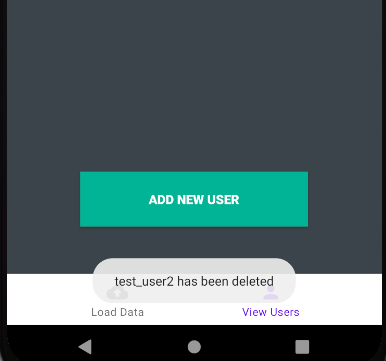 ADD NEW USER
test_user2 has been deleted
Load Data
View Users